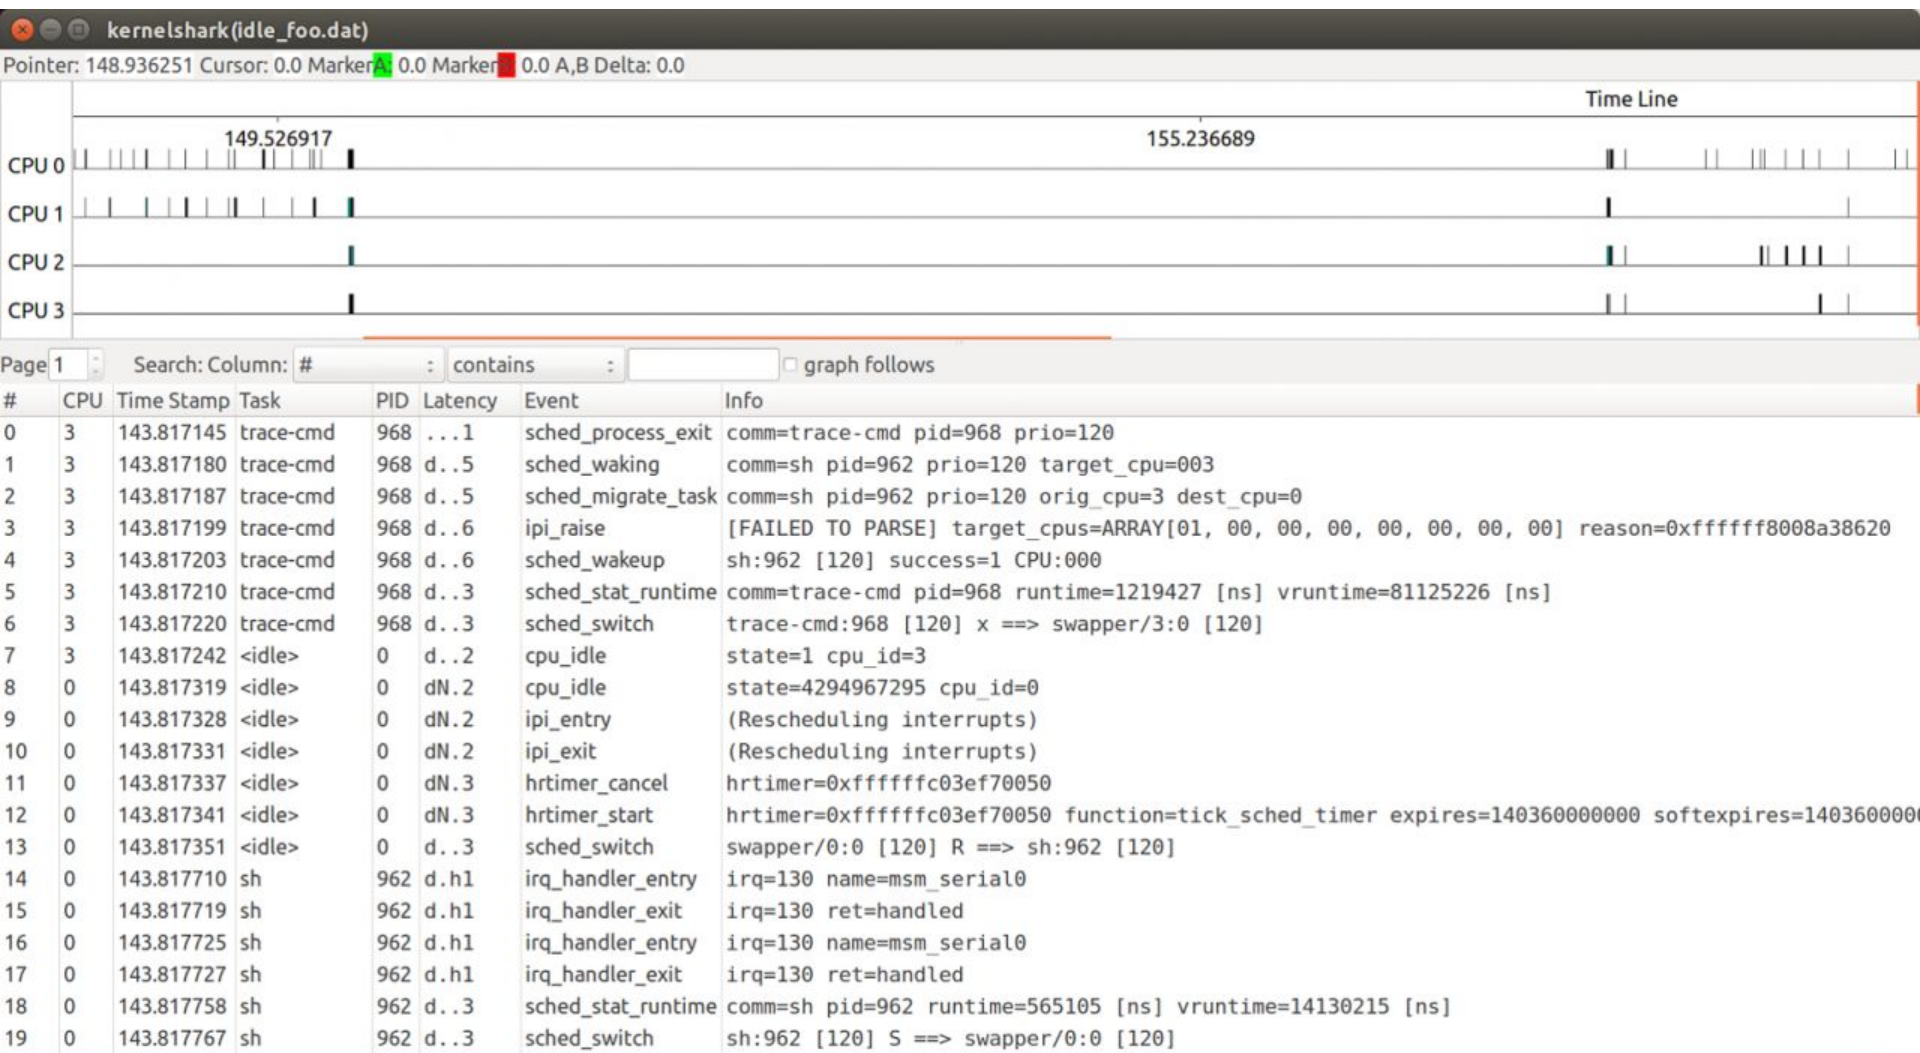 kernelshark(idle_foo.dat)
Pointer: 148.936251 Cursor: 0.0 MarkerA: 0.0 Marker 0.0 A,B Delta: 0.0
Time Line
149.526917 155.236689
CPU 0
CPU 1
CPU 2
CPU 3
Page 1 Search: Column: # contains graph follows
# CPU Time Stamp Task PID Latency Event Info
0 3 143.817145 trace-cmd 968 ...1 sched_process_exit comm=trace-cmd pid=968 prio=120
1 3 143.817180 trace-cmd 968 d..5 sched_waking comm=sh pid=962 prio=120 target_cpu=003
2 3 143.817187 trace-cmd 968 d..5 sched_migrate_task comm=sh pid=962 prio=120 orig_cpu=3 dest_cpu=0
3 3 143.817199 trace-cmd 968 d..6 ipi_raise [FAILED TO PARSE] target_cpus=ARRAY[01, 00, 00, 00, 00, 00, 00, 00] reason=0xffffff8008a38620
4 3 143.817203 trace-cmd 968 d..6 sched_wakeup sh:962 [120] success=1 CPU:000
5 3 143.817210 trace-cmd 968 d..3 sched_stat_runtime comm=trace-cmd pid=968 runtime=1219427 [ns] vruntime=81125226 [ns]
6 3 143.817220 trace-cmd 968 d..3 sched_switch trace-cmd:968 [120] x ==> swapper/3:0 [120]
7 3 143.817242 <idle> 0 d..2 cpu_idle state=1 cpu_id=3
8 0 143.817319 <idle> 0 dN.2 cpu_idle state=4294967295 cpu_id=0
9 0 143.817328 <idle> 0 dN.2 ipi_entry (Rescheduling interrupts)
10 0 143.817331 <idle> 0 dN.2 ipi_exit (Rescheduling interrupts)
11 0 143.817337 <idle> 0 dN.3 hrtimer_cancel hrtimer=0xffffffc03ef70050
12 0 143.817341 <idle> 0 dN.3 hrtimer_start hrtimer=0xffffffc03ef70050 function=tick_sched_timer expires=140360000000 softexpires=1403600000
13 0 143.817351 <idle> 0 d..3 sched_switch swapper/0:0 [120] R ==> sh:962 [120]
14 0 143.817710 sh 962 d.h1 irq_handler_entry irq=130 name=msm_serial0
15 0 143.817719 sh 962 d.h1 irq_handler_exit irq=130 ret=handled
16 0 143.817725 sh 962 d.h1 irq_handler_entry irq=130 name=msm_serial0
17 0 143.817727 sh 962 d.h1 irq_handler_exit irq=130 ret=handled
18 0 143.817758 sh 962 d..3 sched_stat_runtime comm=sh pid=962 runtime=565105 [ns] vruntime=14130215 [ns]
19 0 143.817767 sh 962 d..3 sched_switch sh:962 [120] S ==> swapper/0:0 [120]